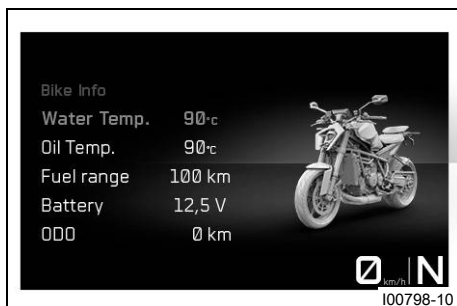 Bike Info
Water Temp. 90°c
Oil Temp. 90°c
Fuel range 100 km
Battery 12,5 V
ODO 0 km
0 km/h N
I00798-10